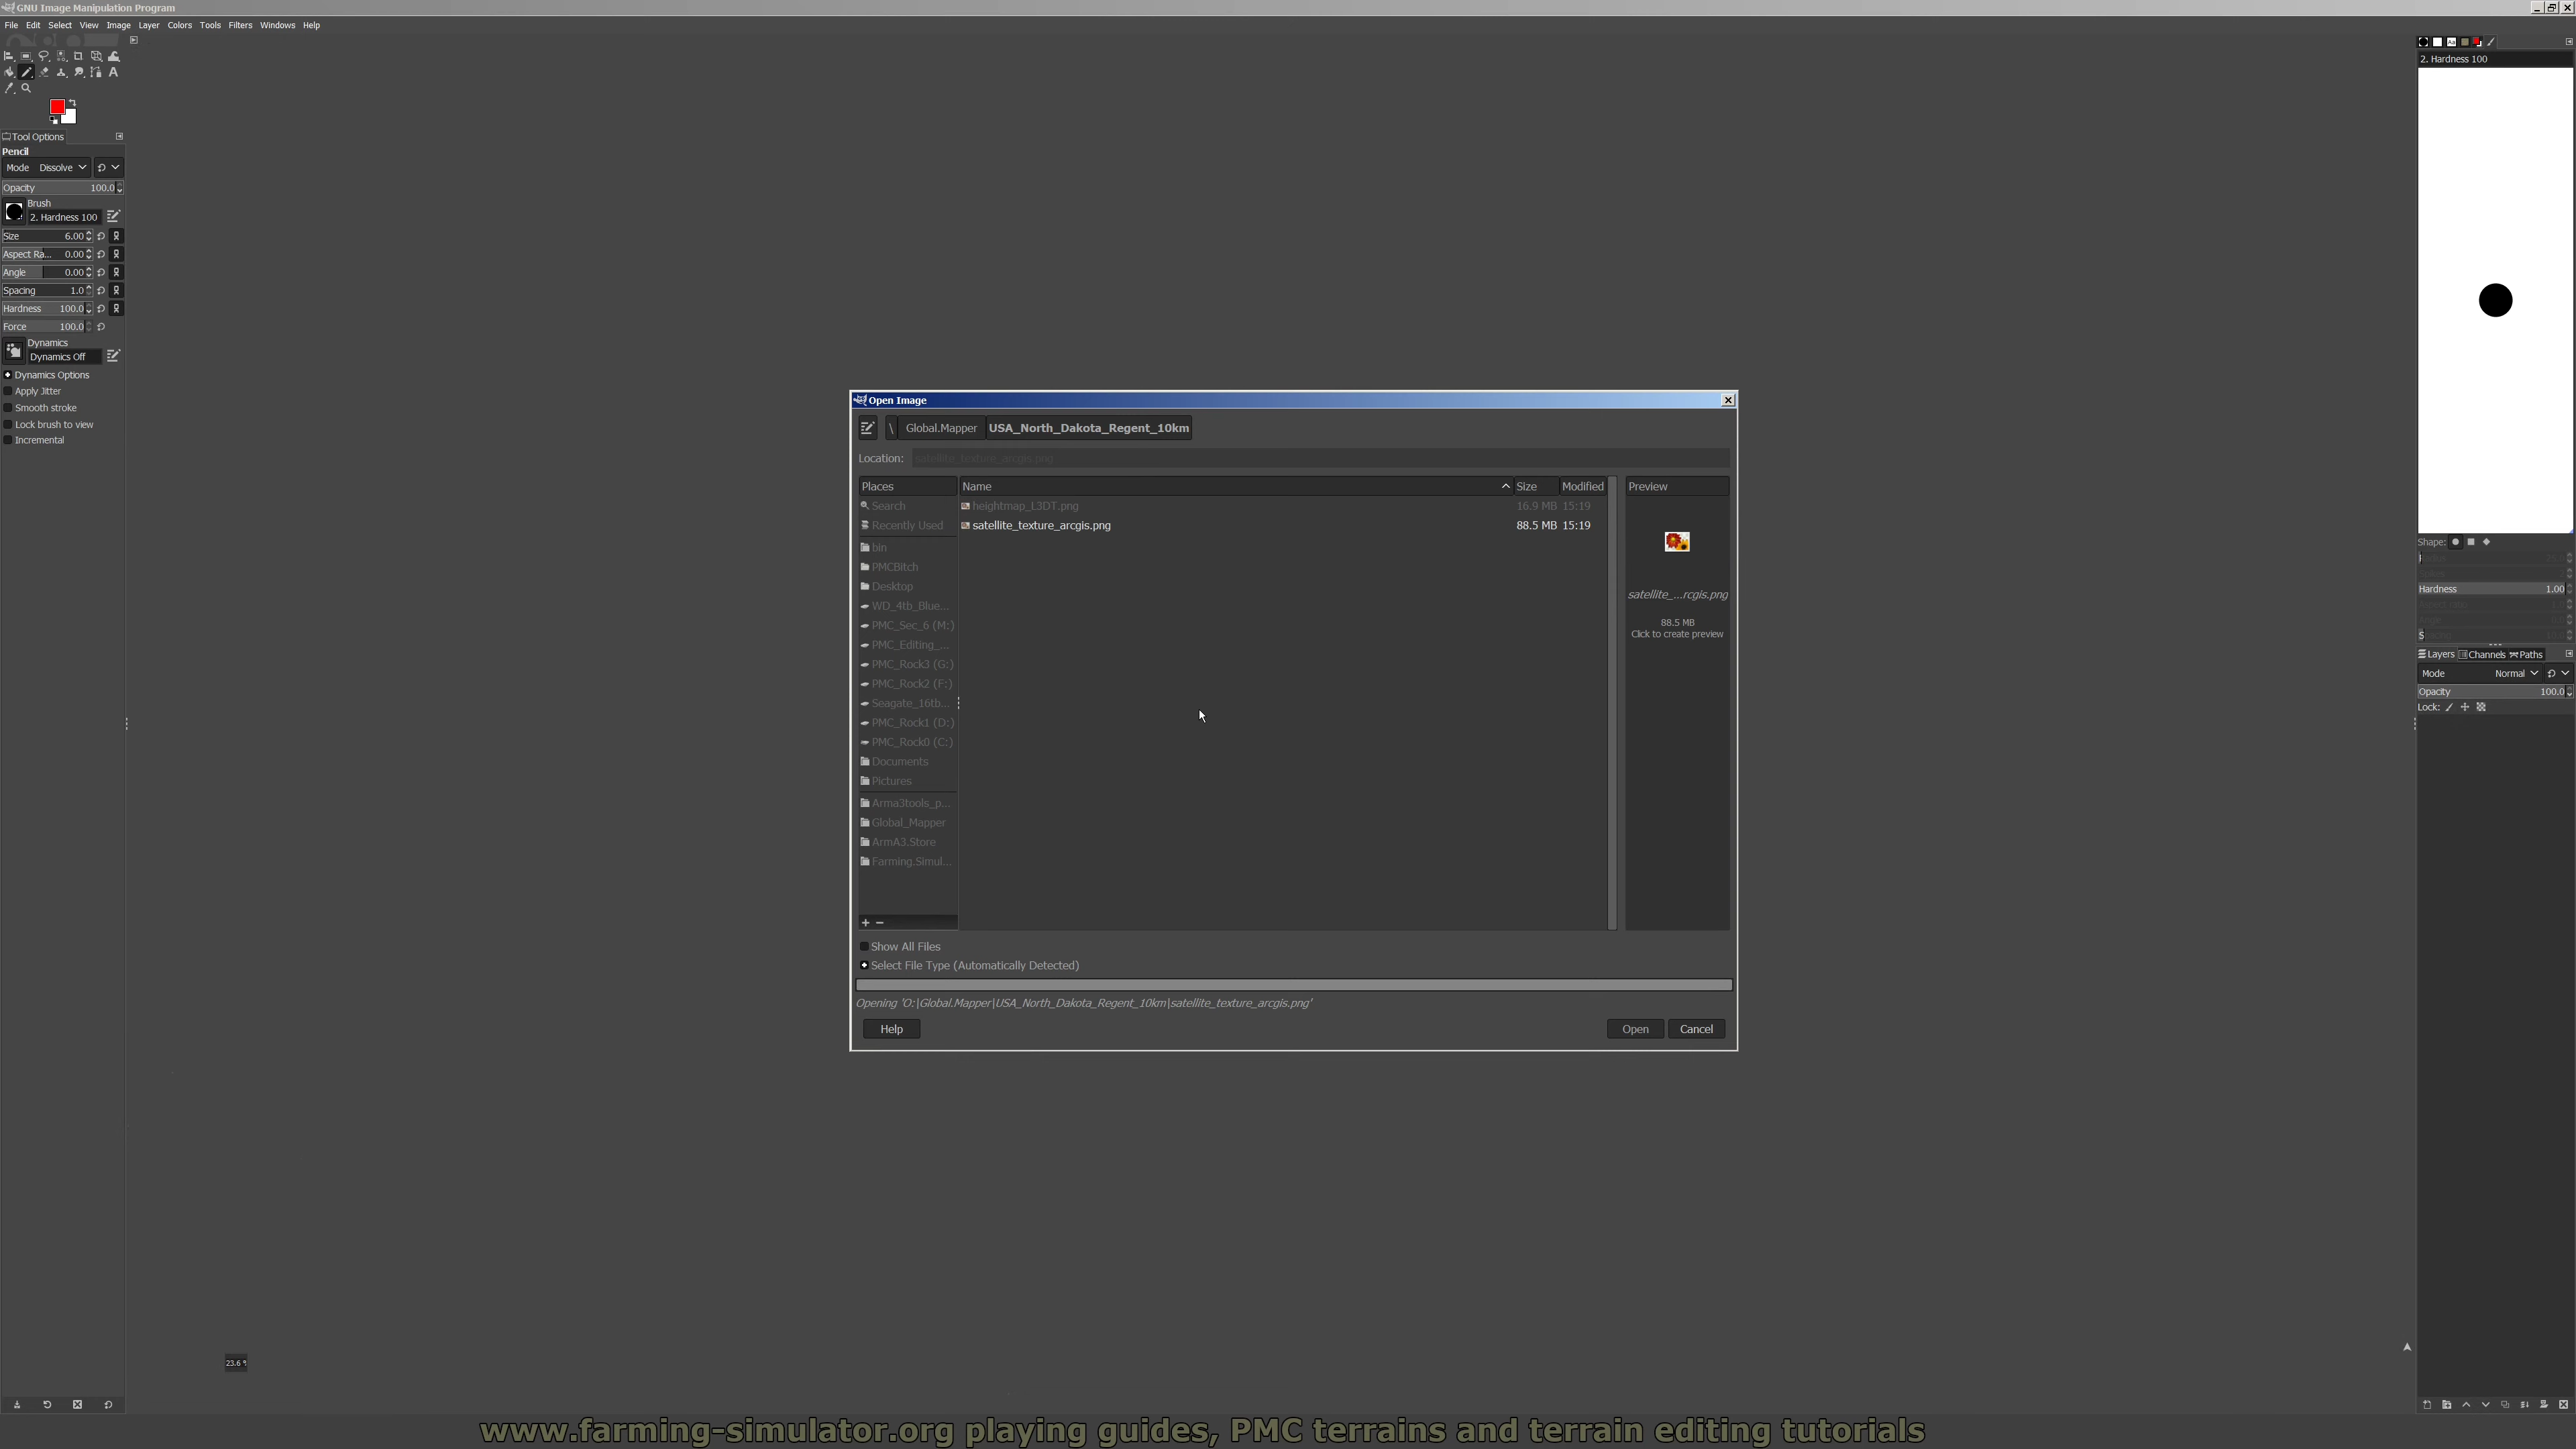 GNU Image Manipulation Program
File Edit Select View Image Layer Colors Tools Filters Windows Help
Tool Options
Pencil
Mode Dissolve
Opacity 100.0
Brush
2. Hardness 100
Size 6.00
Aspect Ra... 0.00
Angle 0.00
Spacing 1.0
Hardness 100.0
Force 100.0
Dynamics
Dynamics Off
Dynamics Options
Apply Jitter
Smooth stroke
Lock brush to view
Incremental
23.6
Open Image
\ Global.Mapper USA_North_Dakota_Regent_10km
Location: satellite_texture_arcgis.png
Places
Search
Recently Used
bin
PMCBitch
Desktop
WD_4tb_Blue...
PMC_Sec_6 (M:)
PMC_Editing_...
PMC_Rock3 (G:)
PMC_Rock2 (F:)
Seagate_16tb...
PMC_Rock1 (D:)
PMC_Rock0 (C:)
Documents
Pictures
Arma3tools_p...
Global_Mapper
ArmA3.Store
Farming.Simul...
Name Size Modified
heightmap_L3DT.png 16.9 MB 15:19
satellite_texture_arcgis.png 88.5 MB 15:19
Preview
satellite_...rcgis.png
88.5 MB
Click to create preview
Show All Files
Select File Type (Automatically Detected)
Opening 'O:\Global.Mapper\USA_North_Dakota_Regent_10km\satellite_texture_arcgis.png'
Help Open Cancel
2. Hardness 100
Shape:
Hardness 1.00
Layers Channels Paths
Mode Normal
Opacity 100.0
Lock:
www.farming-simulator.org playing guides, PMC terrains and terrain editing tutorials